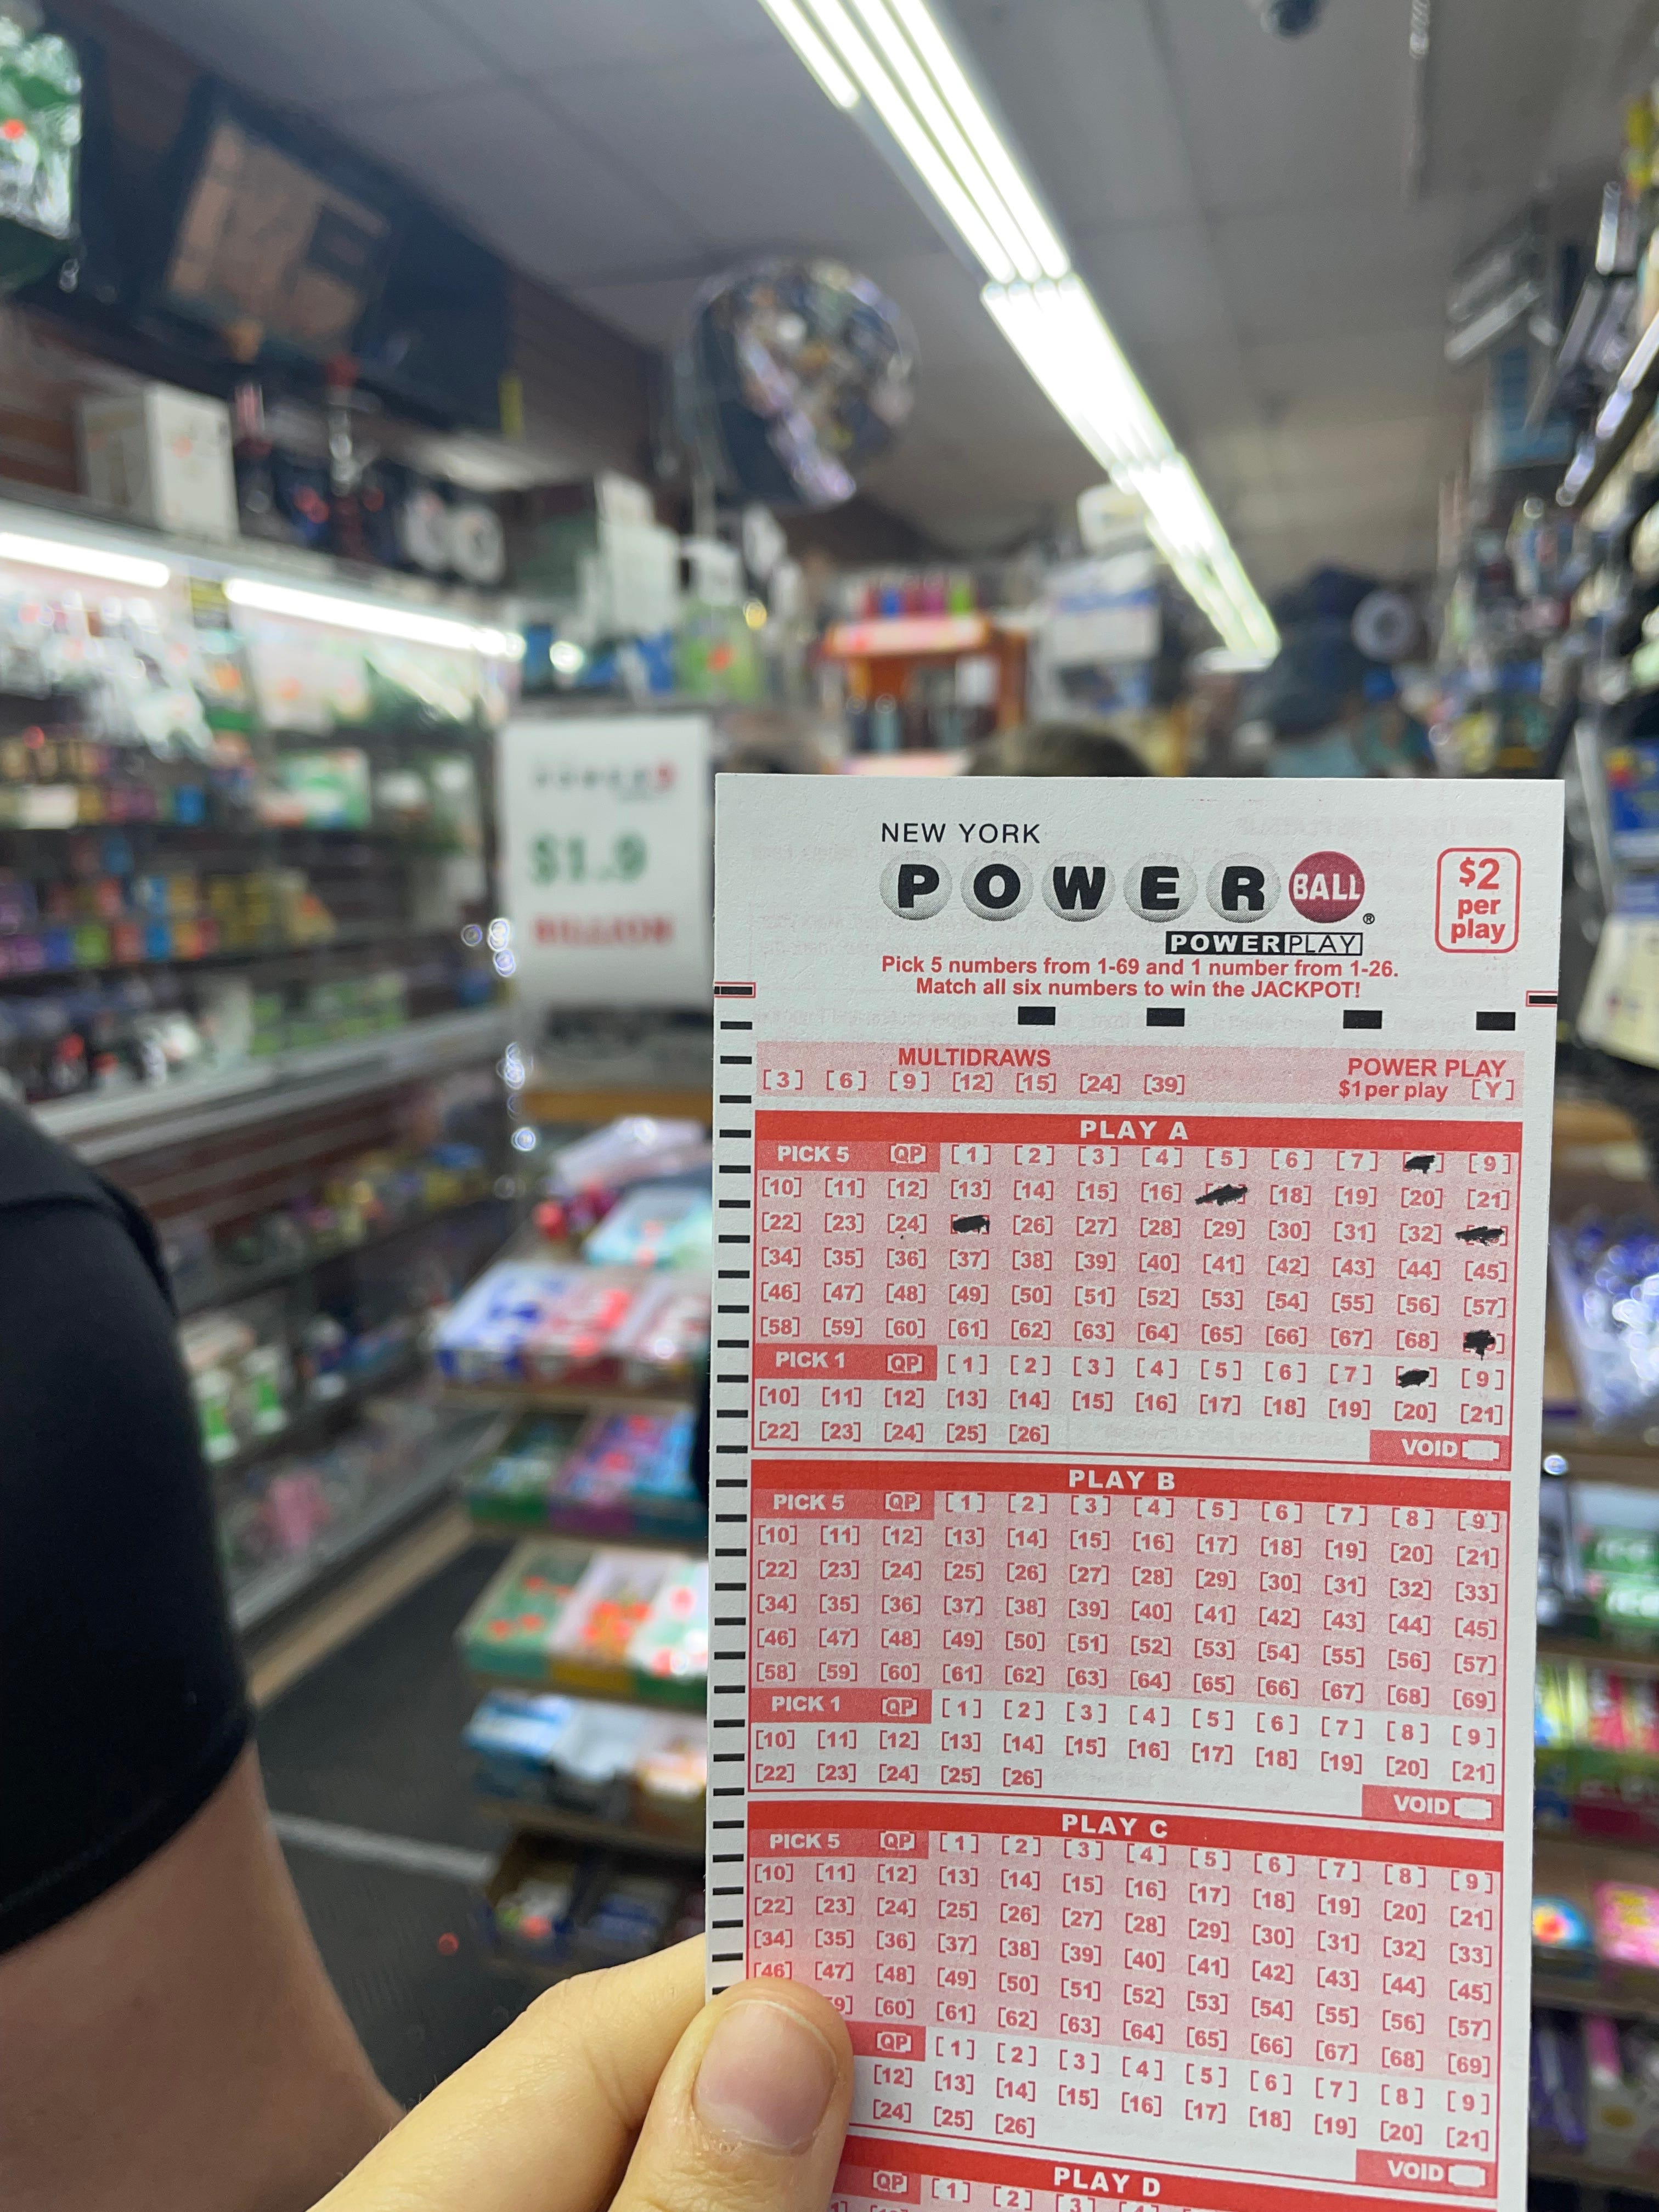 $1.9
BILLION
NEW YORK
POWERBALL®
POWERPLAY
$2
per
play
Pick 5 numbers from 1-69 and 1 number from 1-26.
Match all six numbers to win the JACKPOT!
MULTIDRAWS
POWER PLAY
[3] [6] [9] [12] [15] [24] [39]
$1 per play [Y]
PLAY A
PICK 5 QP [1] [2] [3] [4] [5] [6] [7] [9]
[10] [11] [12] [13] [14] [15] [16] [18] [19] [20] [21]
[22] [23] [24] [26] [27] [28] [29] [30] [31] [32]
[34] [35] [36] [37] [38] [39] [40] [41] [42] [43] [44] [45]
[46] [47] [48] [49] [50] [51] [52] [53] [54] [55] [56] [57]
[58] [59] [60] [61] [62] [63] [64] [65] [66] [67] [68]
PICK 1 QP [1] [2] [3] [4] [5] [6] [7] [9]
[10] [11] [12] [13] [14] [15] [16] [17] [18] [19] [20] [21]
[22] [23] [24] [25] [26]
VOID
PLAY B
PICK 5 QP [1] [2] [3] [4] [5] [6] [7] [8] [9]
[10] [11] [12] [13] [14] [15] [16] [17] [18] [19] [20] [21]
[22] [23] [24] [25] [26] [27] [28] [29] [30] [31] [32] [33]
[34] [35] [36] [37] [38] [39] [40] [41] [42] [43] [44] [45]
[46] [47] [48] [49] [50] [51] [52] [53] [54] [55] [56] [57]
[58] [59] [60] [61] [62] [63] [64] [65] [66] [67] [68] [69]
PICK 1 QP [1] [2] [3] [4] [5] [6] [7] [8] [9]
[10] [11] [12] [13] [14] [15] [16] [17] [18] [19] [20] [21]
[22] [23] [24] [25] [26]
VOID
PLAY C
PICK 5 QP [1] [2] [3] [4] [5] [6] [7] [8] [9]
[10] [11] [12] [13] [14] [15] [16] [17] [18] [19] [20] [21]
[22] [23] [24] [25] [26] [27] [28] [29] [30] [31] [32] [33]
[34] [35] [36] [37] [38] [39] [40] [41] [42] [43] [44] [45]
[46] [47] [48] [49] [50] [51] [52] [53] [54] [55] [56] [57]
9] [60] [61] [62] [63] [64] [65] [66] [67] [68] [69]
QP [1] [2] [3] [4] [5] [6] [7] [8] [9]
[12] [13] [14] [15] [16] [17] [18] [19] [20] [21]
[24] [25] [26]
VOID
PLAY D
QP [1] [2] [3]